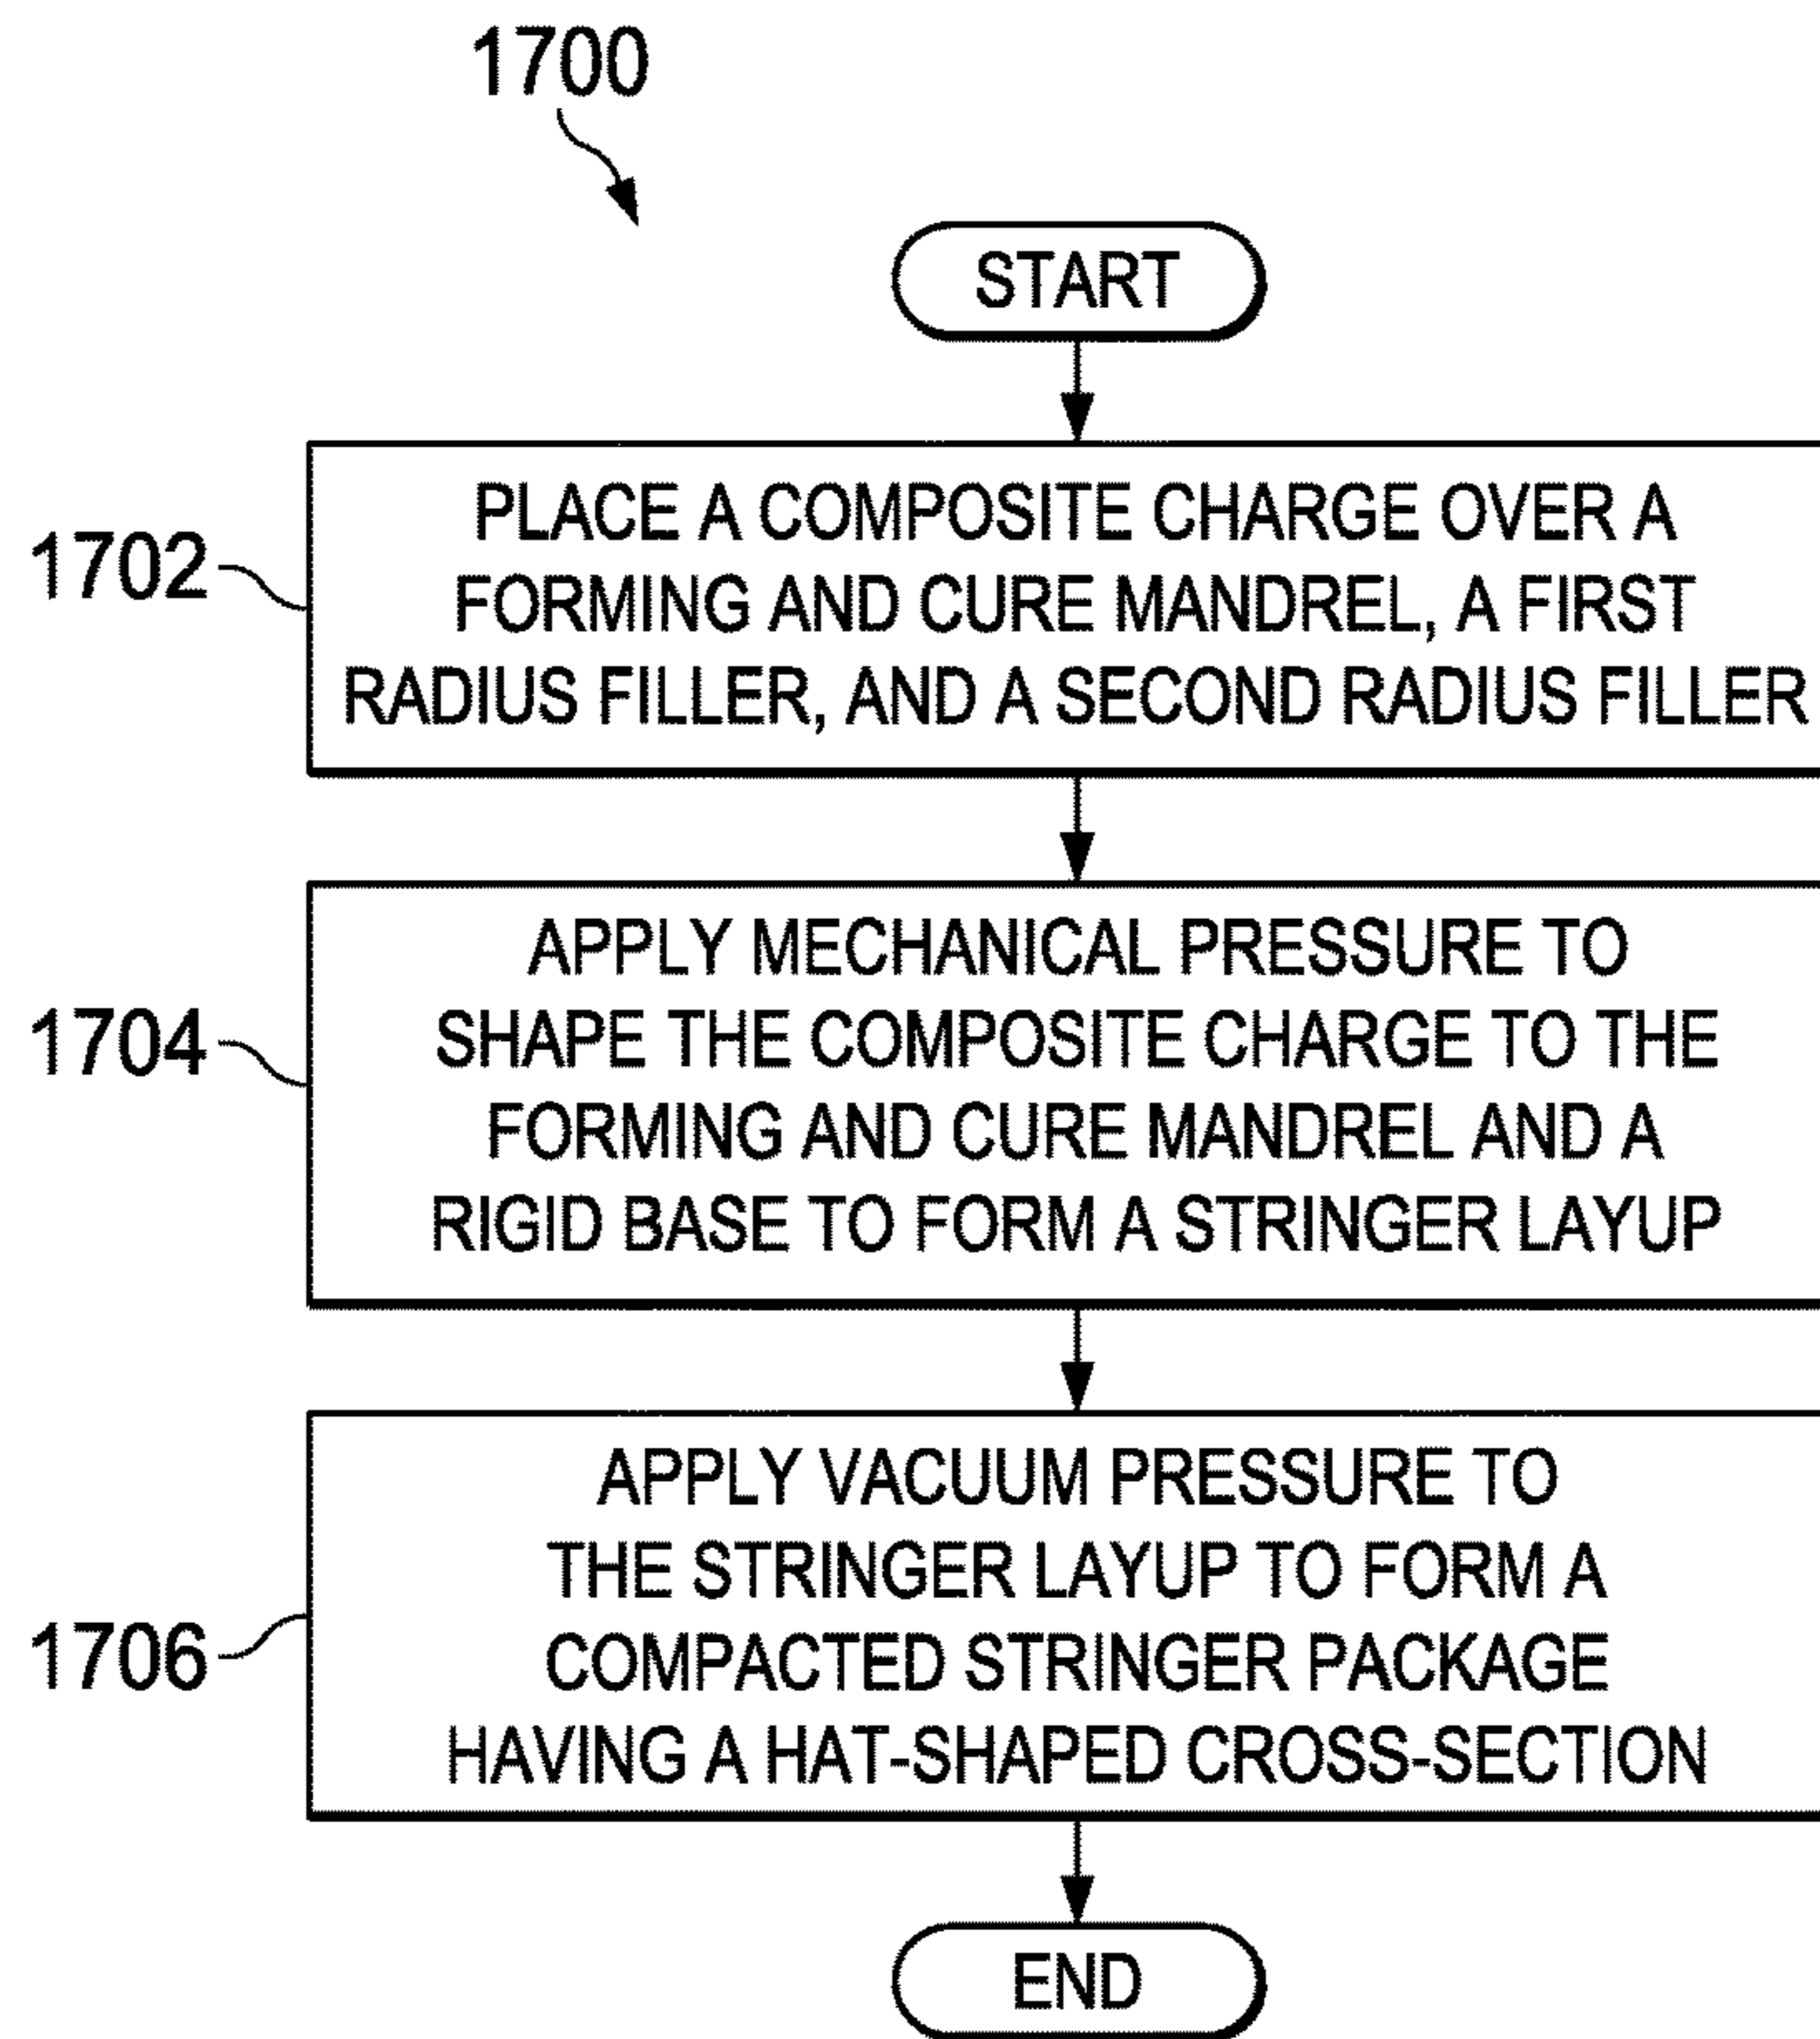 1700
START
1702
PLACE A COMPOSITE CHARGE OVER A
FORMING AND CURE MANDREL, A FIRST
RADIUS FILLER, AND A SECOND RADIUS FILLER
1704
APPLY MECHANICAL PRESSURE TO
SHAPE THE COMPOSITE CHARGE TO THE
FORMING AND CURE MANDREL AND A
RIGID BASE TO FORM A STRINGER LAYUP
1706
APPLY VACUUM PRESSURE TO
THE STRINGER LAYUP TO FORM A
COMPACTED STRINGER PACKAGE
HAVING A HAT-SHAPED CROSS-SECTION
END